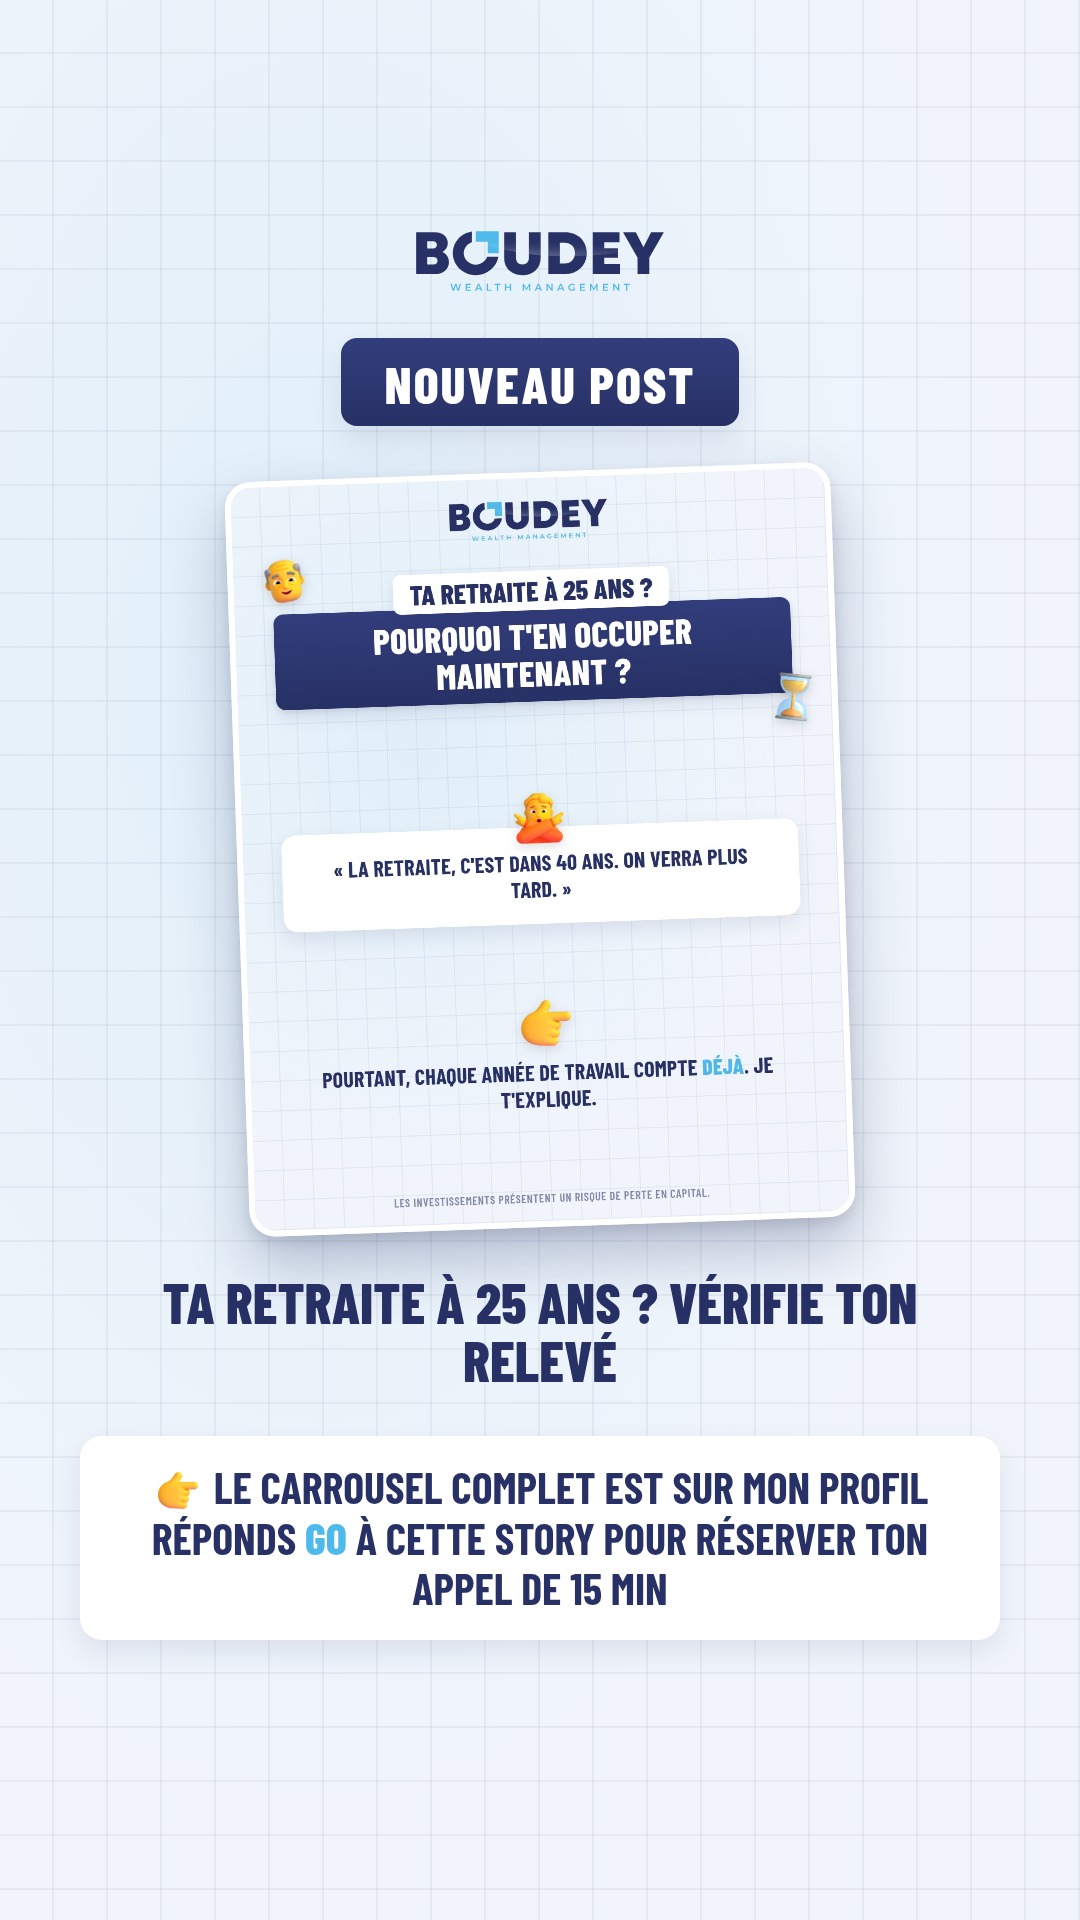 BOUDEY
WEALTH MANAGEMENT
NOUVEAU POST
BOUDEY
WEALTH MANAGEMENT
TA RETRAITE À 25 ANS ?
POURQUOI T'EN OCCUPER
MAINTENANT ?
« LA RETRAITE, C'EST DANS 40 ANS. ON VERRA PLUS
TARD. »
POURTANT, CHAQUE ANNÉE DE TRAVAIL COMPTE DÉJÀ. JE
T'EXPLIQUE.
LES INVESTISSEMENTS PRÉSENTENT UN RISQUE DE PERTE EN CAPITAL.
TA RETRAITE À 25 ANS ? VÉRIFIE TON
RELEVÉ
👉 LE CARROUSEL COMPLET EST SUR MON PROFIL
RÉPONDS GO À CETTE STORY POUR RÉSERVER TON
APPEL DE 15 MIN